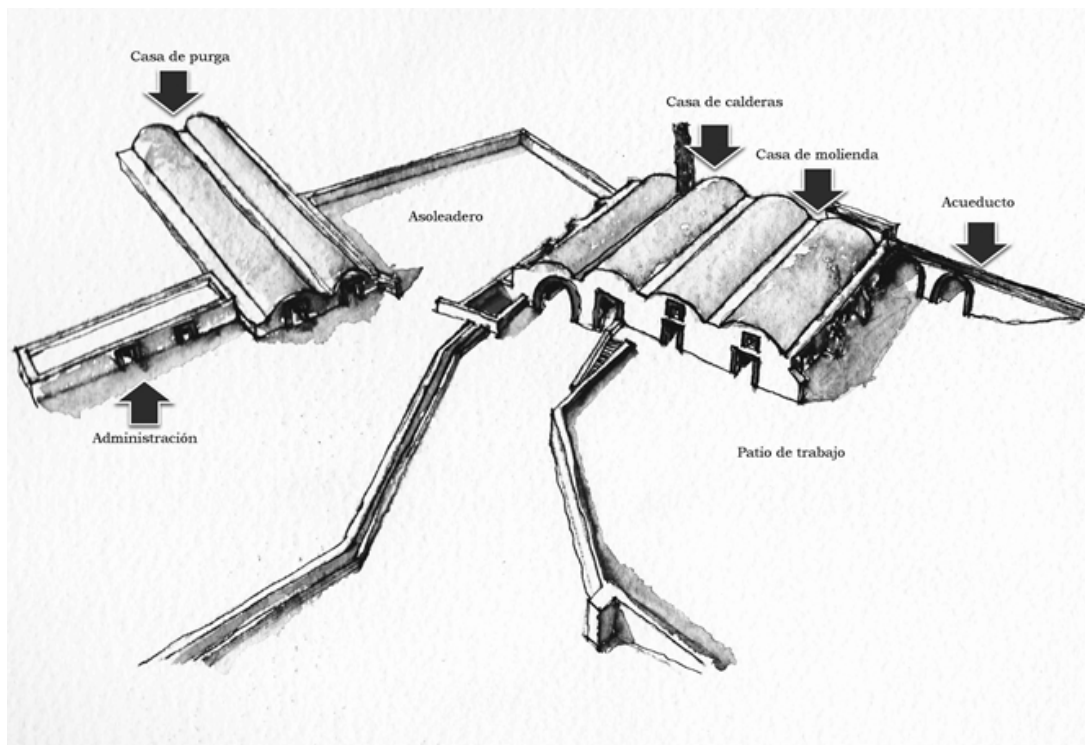 Casa de purga
Casa de calderas
Casa de molienda
Acueducto
Asoleadero
Administración
Patio de trabajo